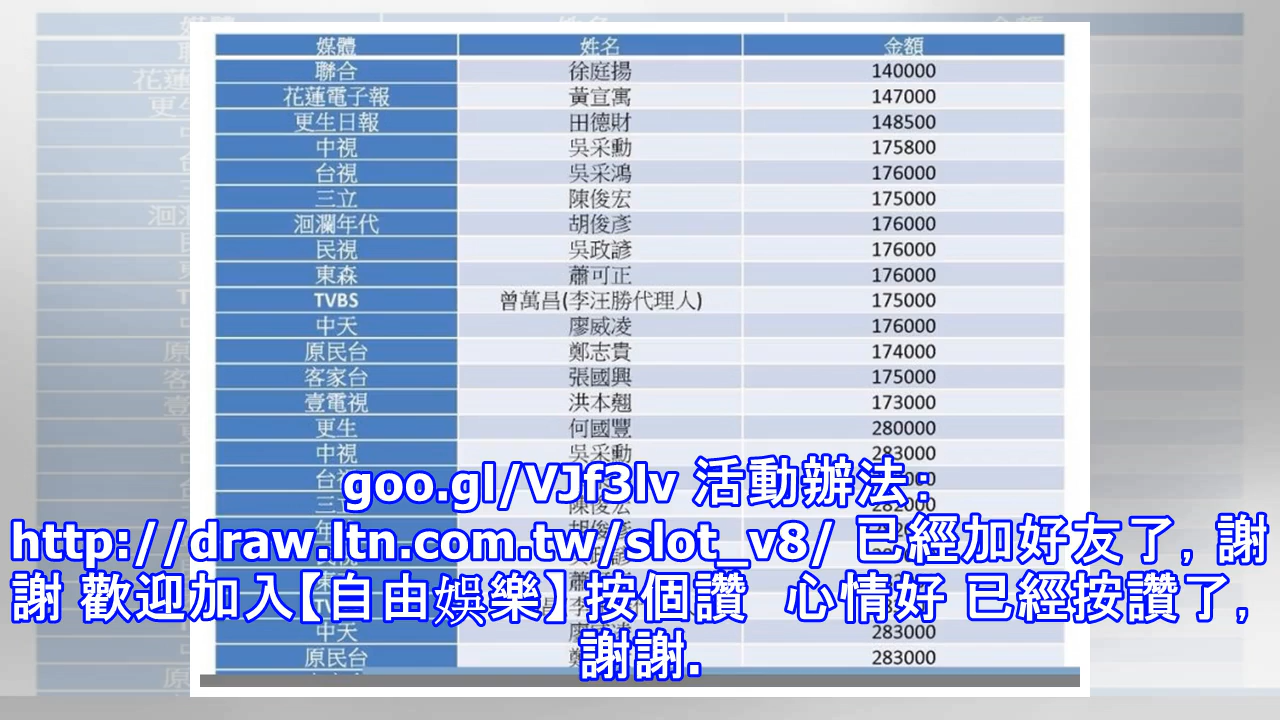 媒體 姓名 金額
聯合 徐庭揚 140000
花蓮電子報 黃宣寓 147000
更生日報 田德財 148500
中視 吳采勳 175800
台視 吳采鴻 176000
三立 陳俊宏 175000
洄瀾年代 胡俊彥 176000
民視 吳政諺 176000
東森 蕭可正 176000
TVBS 曾萬昌(李汪勝代理人) 175000
中天 廖威凌 176000
原民台 鄭志貴 174000
客家台 張國興 175000
壹電視 洪本翹 173000
更生 何國豐 280000
中視 吳采勳 283000
goo.gl/VJf3lv 活動辦法：
http://draw.ltn.com.tw/slot_v8/ 已經加好友了, 謝
謝 歡迎加入【自由娛樂】按個讚 心情好 已經按讚了,
中天 283000
謝謝.
原民台 283000